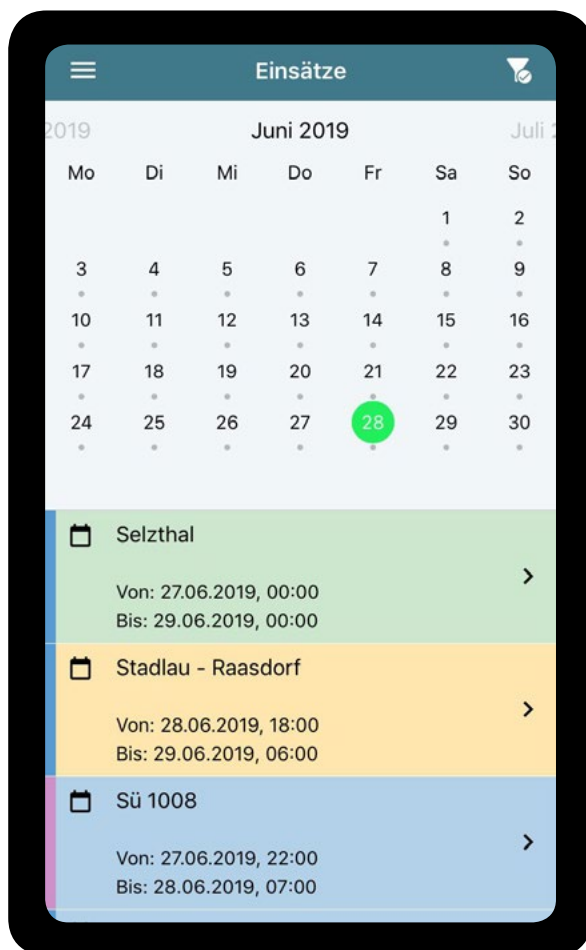 Einsätze
2019 Juni 2019 Juli
Mo Di Mi Do Fr Sa So
1 2
3 4 5 6 7 8 9
10 11 12 13 14 15 16
17 18 19 20 21 22 23
24 25 26 27 28 29 30
Selzthal
Von: 27.06.2019, 00:00
Bis: 29.06.2019, 00:00
Stadlau - Raasdorf
Von: 28.06.2019, 18:00
Bis: 29.06.2019, 06:00
Sü 1008
Von: 27.06.2019, 22:00
Bis: 28.06.2019, 07:00